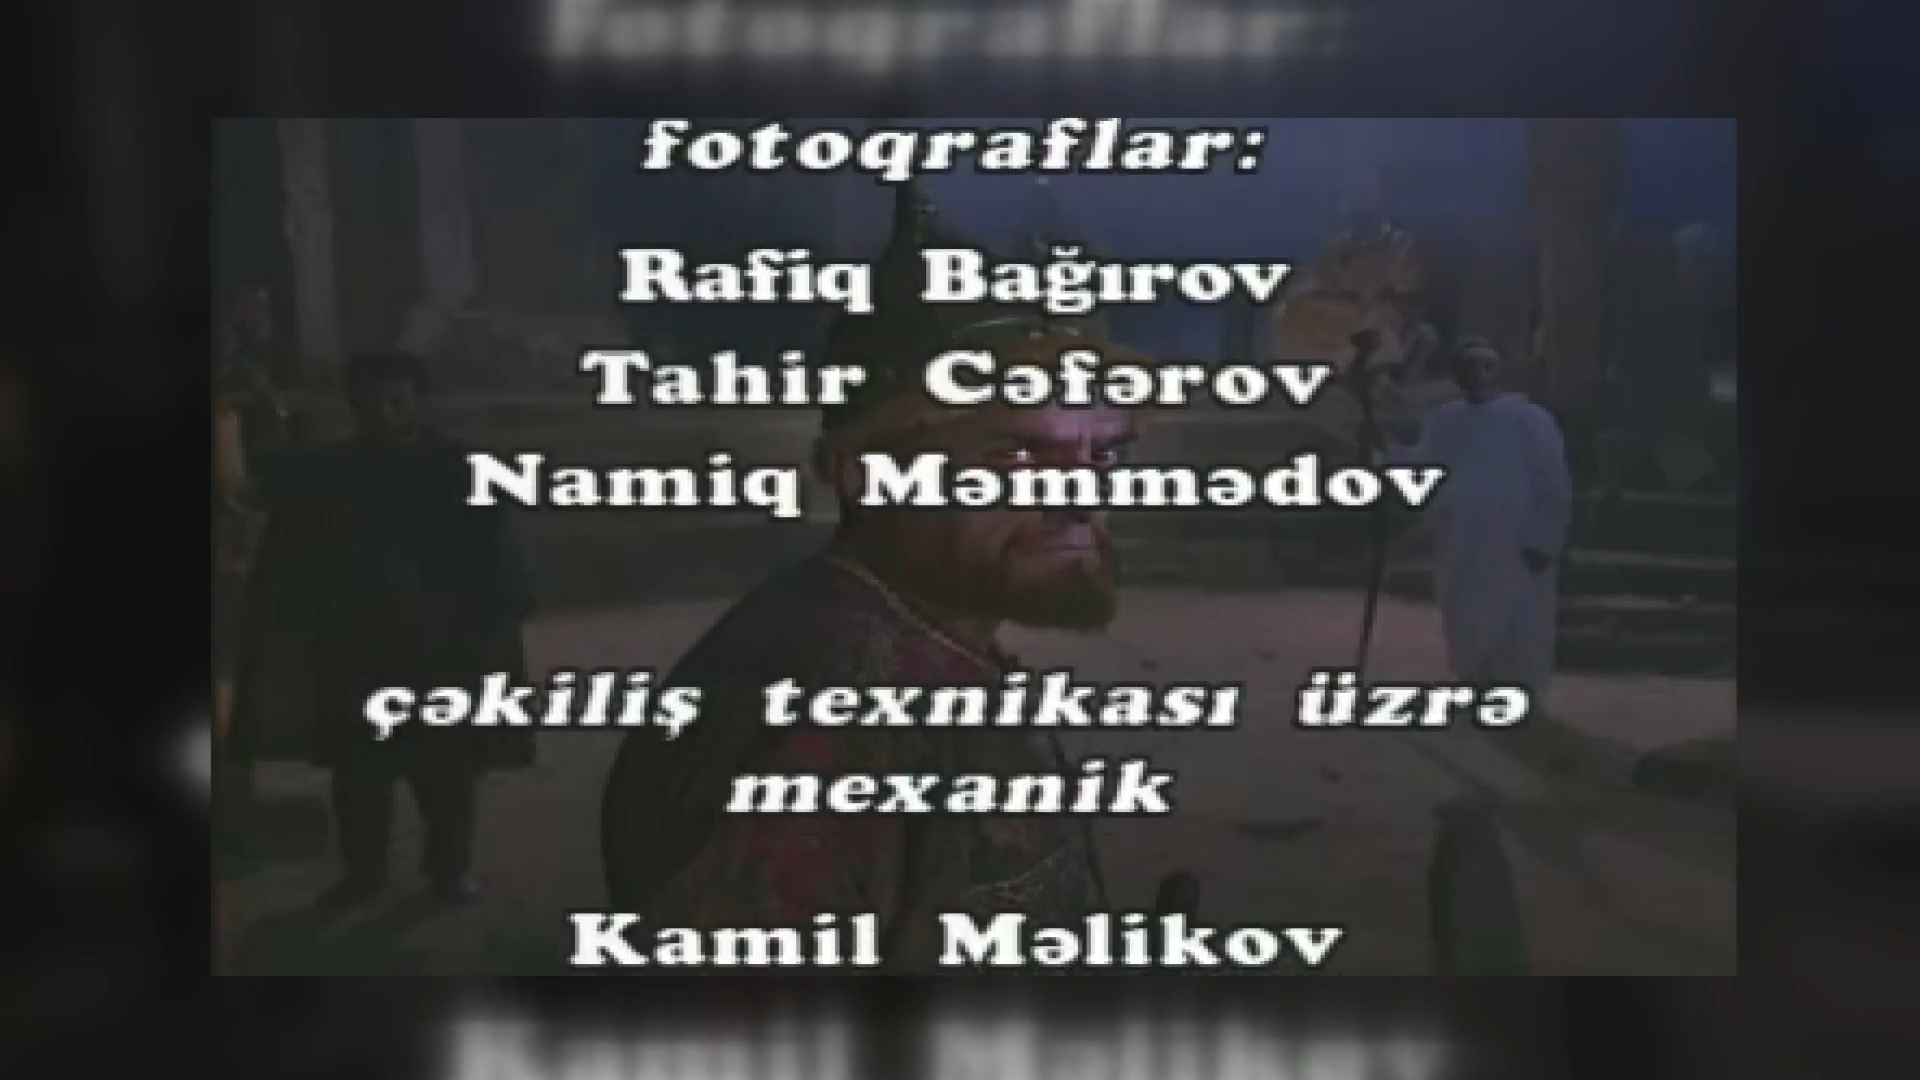 fotoqraflar:
Rafiq Bağırov
Tahir Cəfərov
Namiq Məmmədov
çəkiliş texnikası üzrə
mexanik
Kamil Məlikov